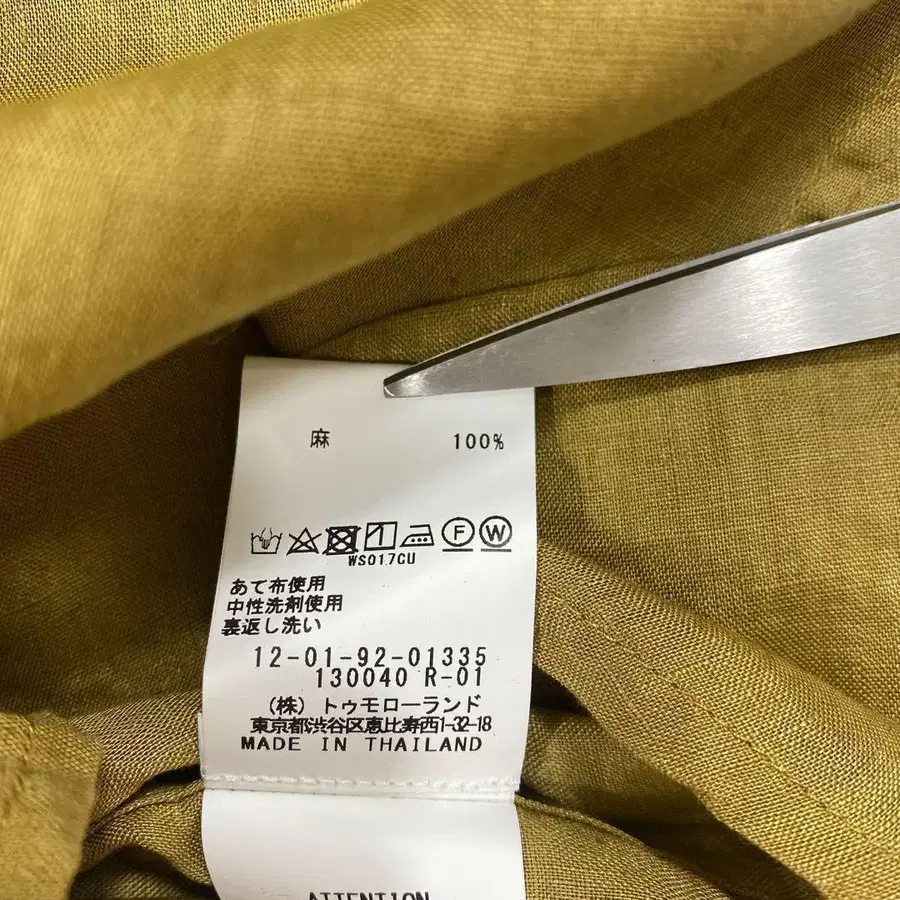 麻 100%
F W
WS017CU
あて布使用
中性洗剤使用
裏返し洗い
12-01-92-01335
130040 R-01
(株) トゥモローランド
東京都渋谷区恵比寿西1-32-18
MADE IN THAILAND
ATTENTION